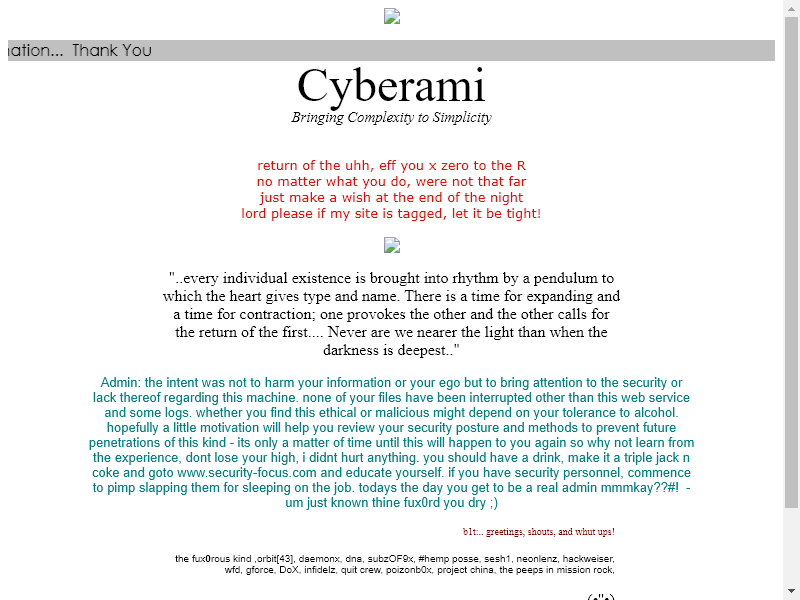 ation... Thank You
Cyberami
Bringing Complexity to Simplicity
return of the uhh, eff you x zero to the R
no matter what you do, were not that far
just make a wish at the end of the night
lord please if my site is tagged, let it be tight!
"..every individual existence is brought into rhythm by a pendulum to
which the heart gives type and name. There is a time for expanding and
a time for contraction; one provokes the other and the other calls for
the return of the first.... Never are we nearer the light than when the
darkness is deepest.."
Admin: the intent was not to harm your information or your ego but to bring attention to the security or
lack thereof regarding this machine. none of your files have been interrupted other than this web service
and some logs. whether you find this ethical or malicious might depend on your tolerance to alcohol.
hopefully a little motivation will help you review your security posture and methods to prevent future
penetrations of this kind - its only a matter of time until this will happen to you again so why not learn from
the experience, dont lose your high, i didnt hurt anything. you should have a drink, make it a triple jack n
coke and goto www.security-focus.com and educate yourself. if you have security personnel, commence
to pimp slapping them for sleeping on the job. todays the day you get to be a real admin mmmkay??#! -
um just known thine fux0rd you dry ;)
b1t:.. greetings, shouts, and whut ups!
the fux0rous kind ,orbit[43], daemonx, dna, subzOF9x, #hemp posse, sesh1, neonlenz, hackweiser,
wfd, gforce, DoX, infidelz, quit crew, poizonb0x, project china, the peeps in mission rock,